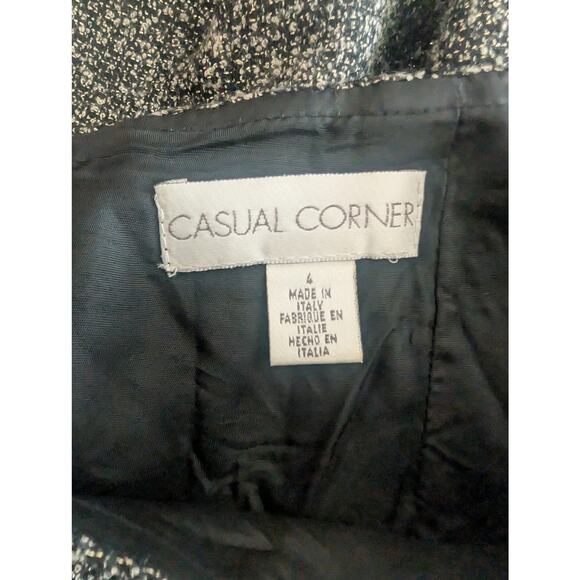 CASUAL CORNER
4
MADE IN
ITALY
FABRIQUE EN
ITALIE
HECHO EN
ITALIA